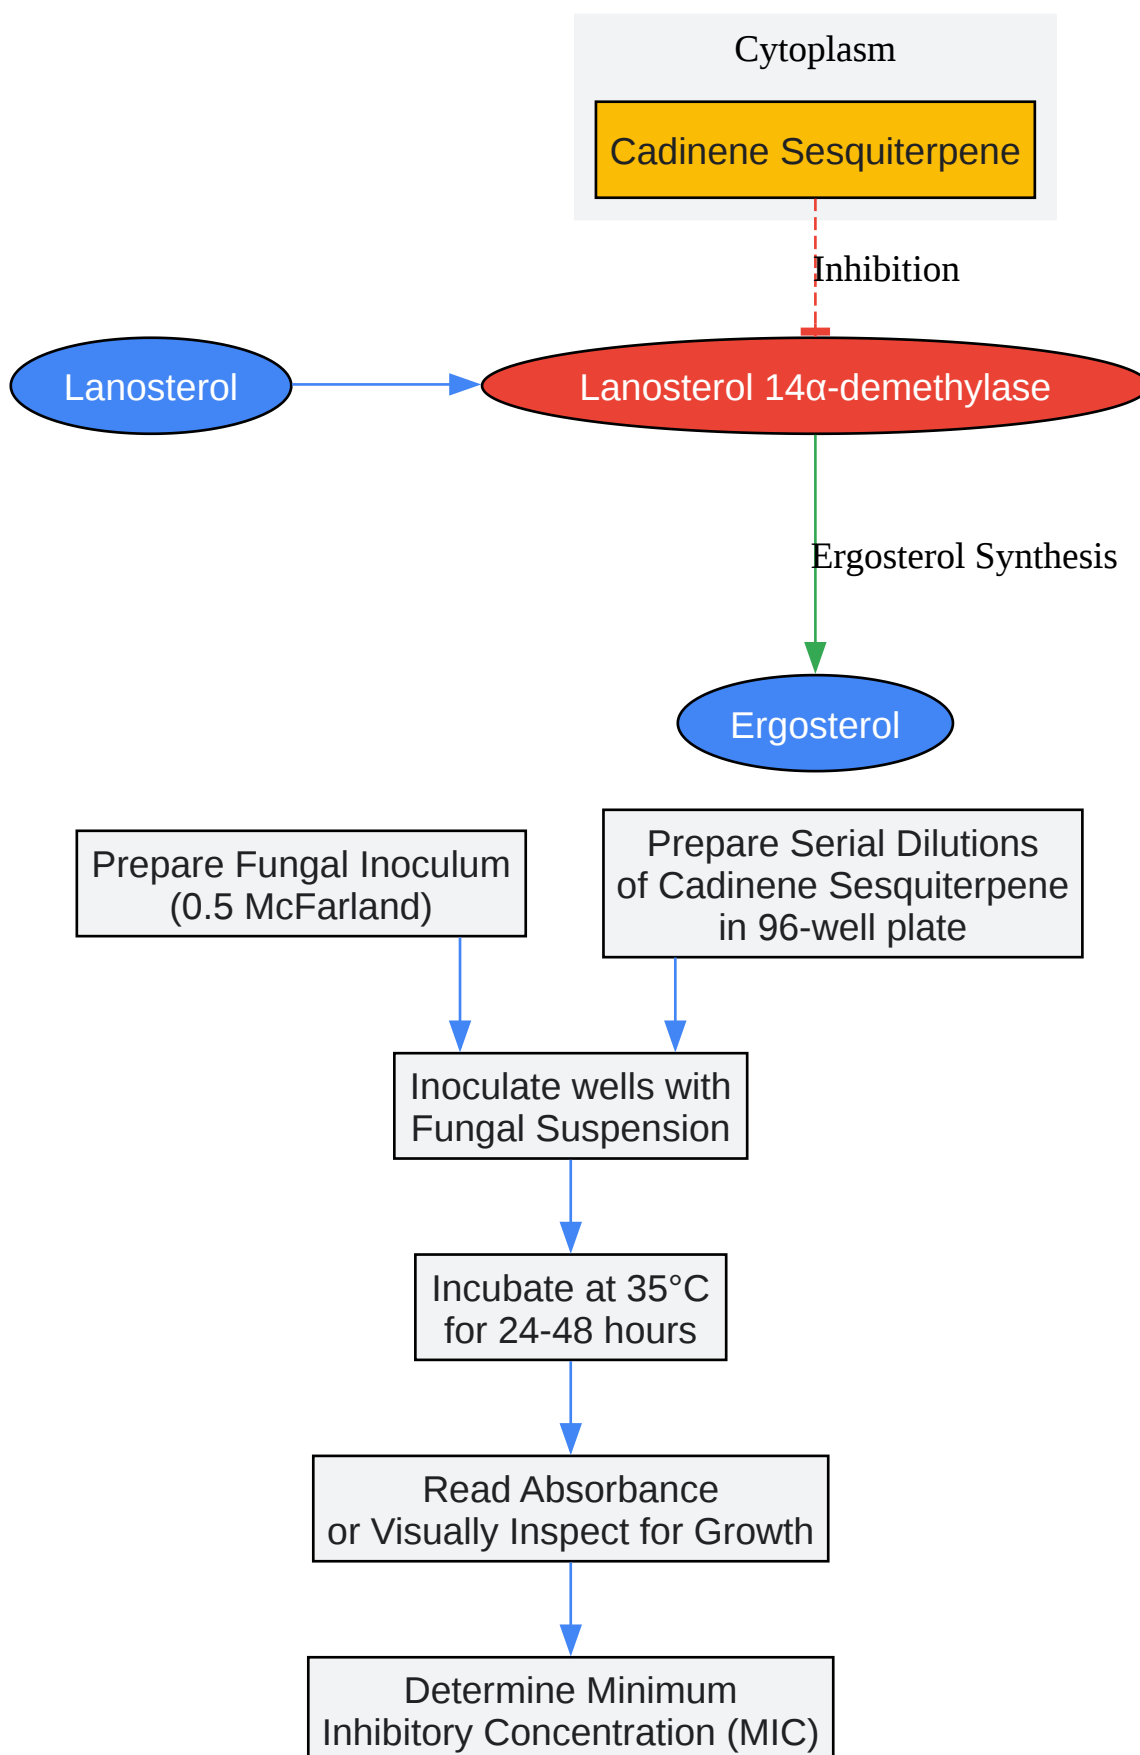 Cytoplasm
Cadinene Sesquiterpene
Inhibition
Lanosterol
Lanosterol 14α-demethylase
Ergosterol Synthesis
Ergosterol
Prepare Fungal Inoculum
(0.5 McFarland)
Prepare Serial Dilutions
of Cadinene Sesquiterpene
in 96-well plate
Inoculate wells with
Fungal Suspension
Incubate at 35°C
for 24-48 hours
Read Absorbance
or Visually Inspect for Growth
Determine Minimum
Inhibitory Concentration (MIC)